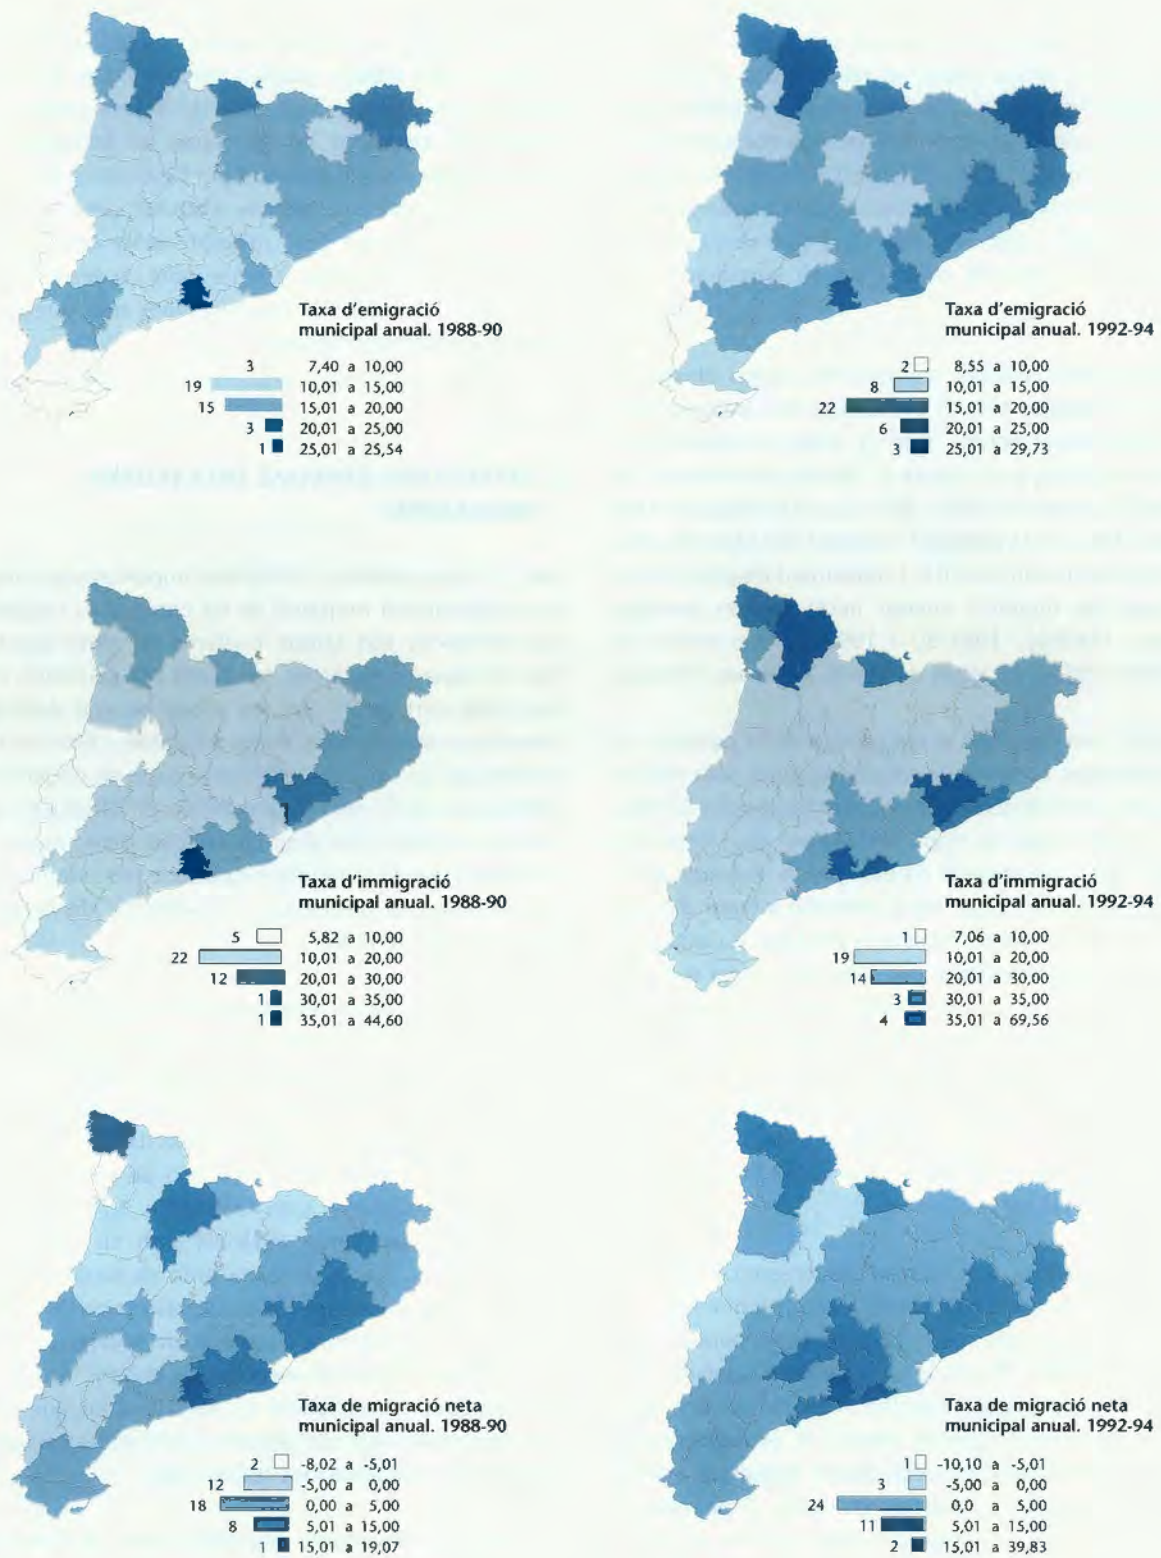 Taxa d'emigració
municipal anual. 1988-90
3 7,40 a 10,00
19 10,01 a 15,00
15 15,01 a 20,00
3 20,01 a 25,00
1 25,01 a 25,54
Taxa d'emigració
municipal anual. 1992-94
2 8,55 a 10,00
8 10,01 a 15,00
22 15,01 a 20,00
6 20,01 a 25,00
3 25,01 a 29,73
Taxa d'immigració
municipal anual. 1988-90
5 5,82 a 10,00
22 10,01 a 20,00
12 20,01 a 30,00
1 30,01 a 35,00
1 35,01 a 44,60
Taxa d'immigració
municipal anual. 1992-94
1 7,06 a 10,00
19 10,01 a 20,00
14 20,01 a 30,00
3 30,01 a 35,00
4 35,01 a 69,56
Taxa de migració neta
municipal anual. 1988-90
2 -8,02 a -5,01
12 -5,00 a 0,00
18 0,00 a 5,00
8 5,01 a 15,00
1 15,01 a 19,07
Taxa de migració neta
municipal anual. 1992-94
1 -10,10 a -5,01
3 -5,00 a 0,00
24 0,0 a 5,00
11 5,01 a 15,00
2 15,01 a 39,83